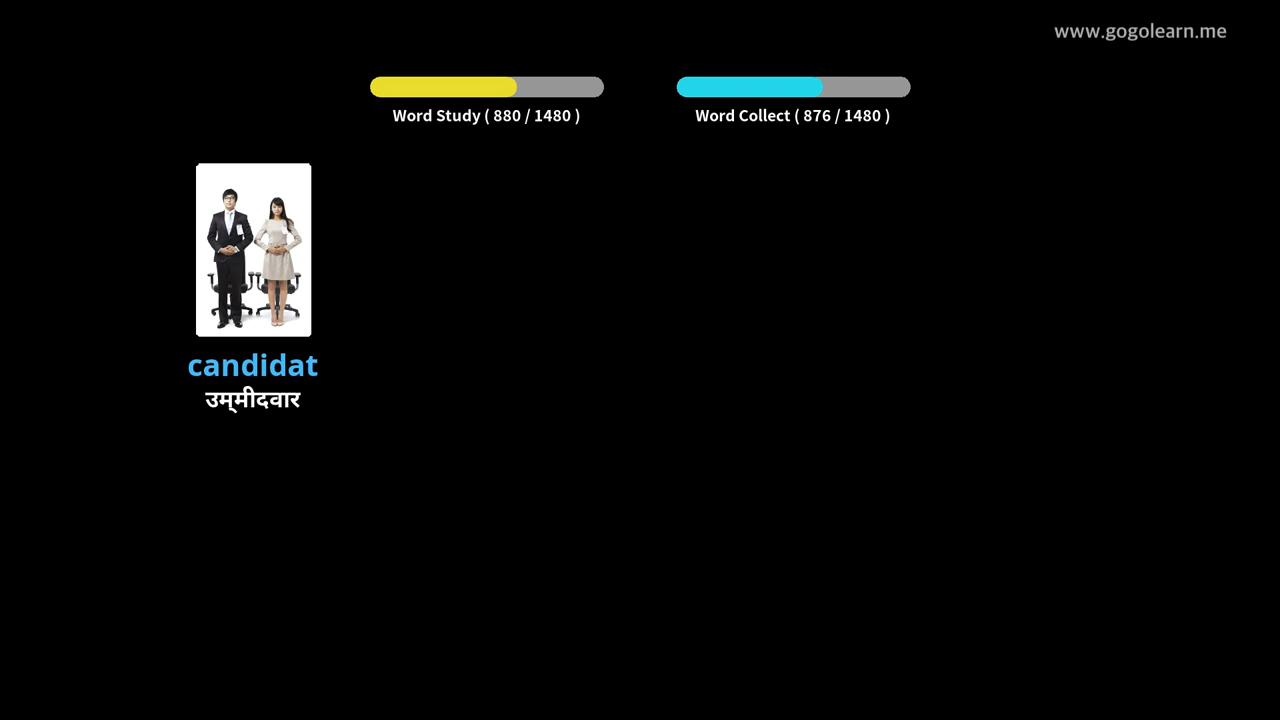 www.gogolearn.me
Word Study ( 880 / 1480 )
Word Collect ( 876 / 1480 )
candidat
उम्‌मीदवार